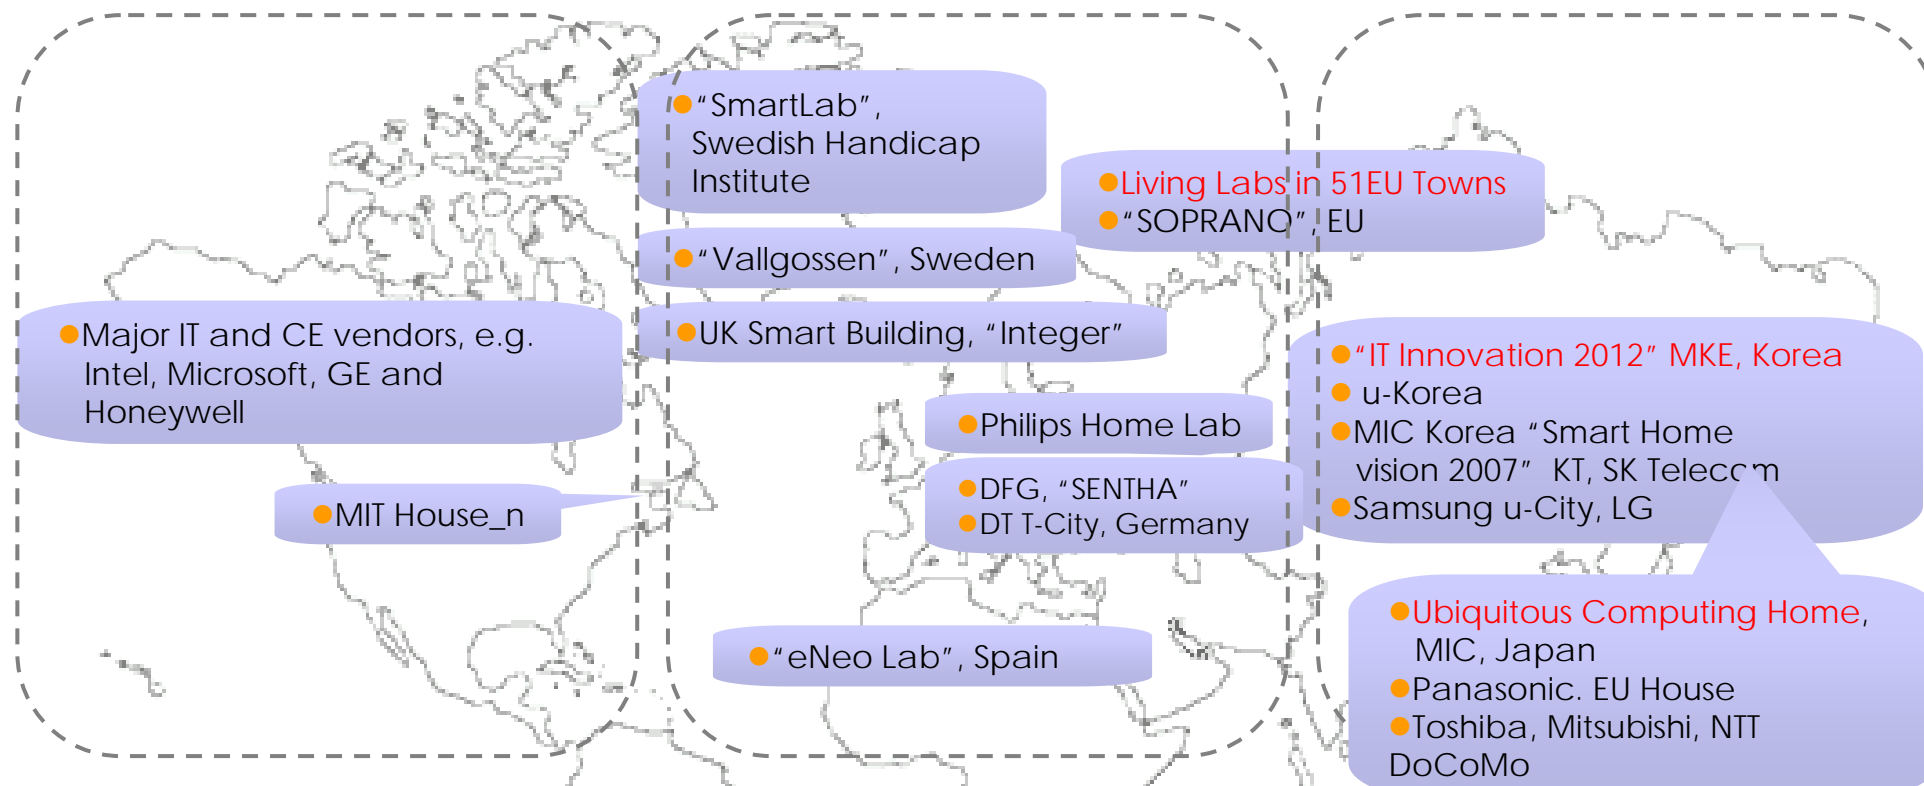 "SmartLab",
Swedish Handicap
Institute
Living Labs in 51EU Towns
"SOPRANO", EU
"Vallgossen", Sweden
UK Smart Building, "Integer"
Major IT and CE vendors, e.g.
Intel, Microsoft, GE and
Honeywell
MIT House_n
Philips Home Lab
DFG, "SENTHA"
DT T-City, Germany
"eNeo Lab", Spain
"IT Innovation 2012" MKE, Korea
u-Korea
MIC Korea "Smart Home
vision 2007" KT, SK Telecom
Samsung u-City, LG
Ubiquitous Computing Home,
MIC, Japan
Panasonic. EU House
Toshiba, Mitsubishi, NTT
DoCoMo